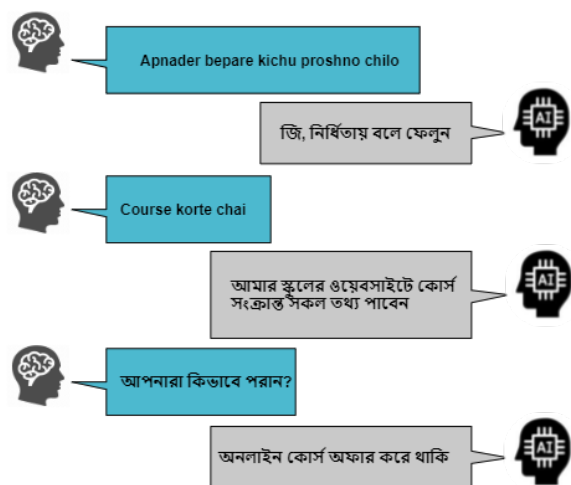 Apnader bepare kichu proshno chilo
AI
জি, নির্ধিতায় বলে ফেলুন
Course korte chai
AI
আমার স্কুলের ওয়েবসাইটে কোর্স
সংক্রান্ত সকল তথ্য পাবেন
আপনারা কিভাবে পরান?
AI
অনলাইন কোর্স অফার করে থাকি